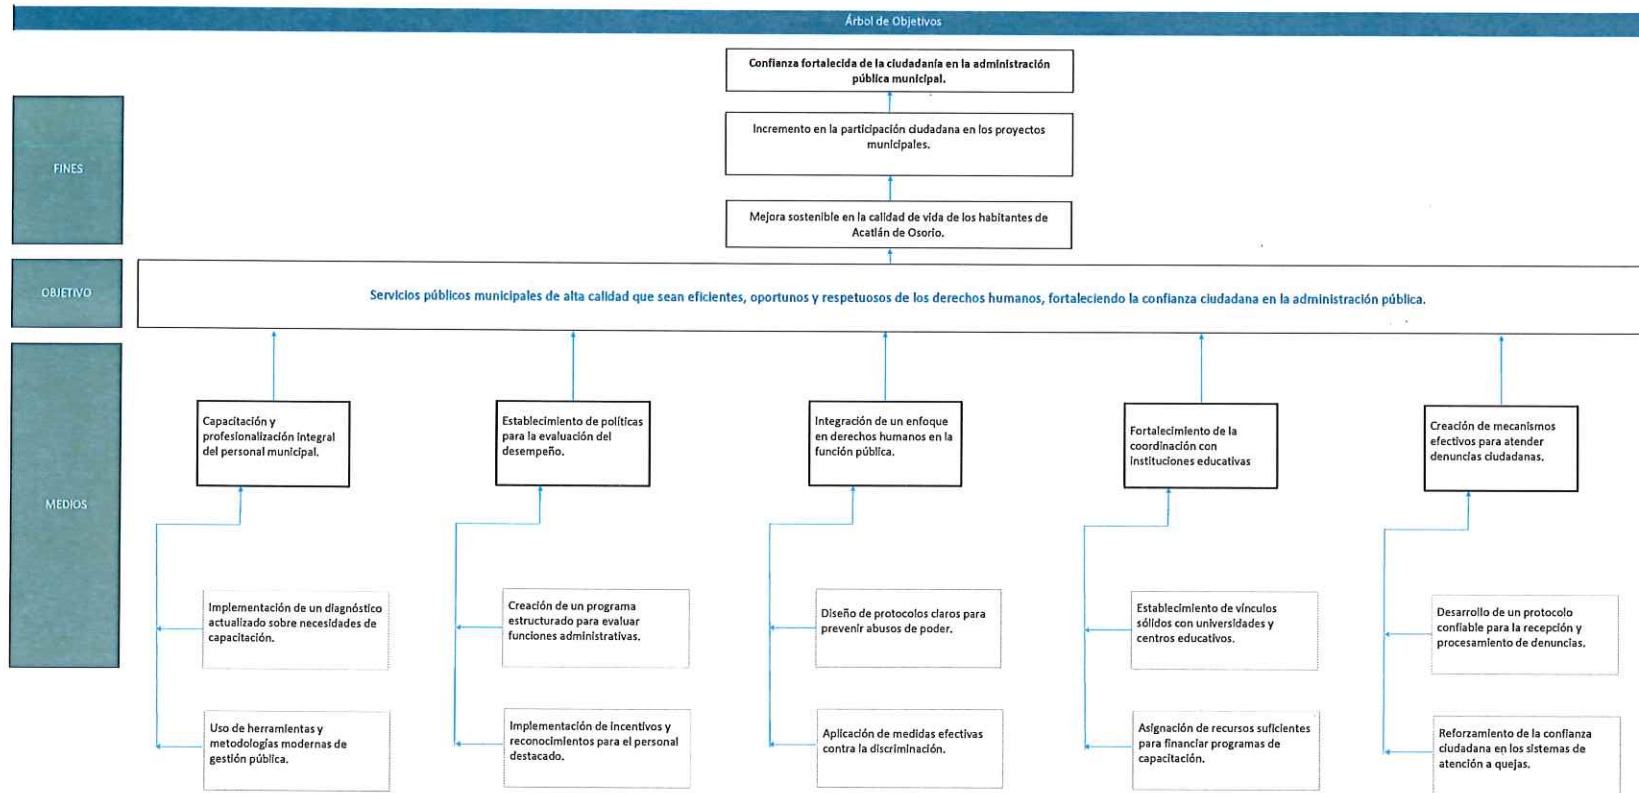 Árbol de Objetivos
Confianza fortalecida de la ciudadanía en la administración
pública municipal.
FINES
Incremento en la participación ciudadana en los proyectos
municipales.
Mejora sostenible en la calidad de vida de los habitantes de
Acatlán de Osorio.
OBJETIVO
Servicios públicos municipales de alta calidad que sean eficientes, oportunos y respetuosos de los derechos humanos, fortaleciendo la confianza ciudadana en la administración pública.
MEDIOS
Capacitación y
profesionalización integral
del personal municipal.
Establecimiento de políticas
para la evaluación del
desempeño.
Integración de un enfoque
en derechos humanos en la
función pública.
Fortalecimiento de la
coordinación con
instituciones educativas
Creación de mecanismos
efectivos para atender
denuncias ciudadanas.
Implementación de un diagnóstico
actualizado sobre necesidades de
capacitación.
Creación de un programa
estructurado para evaluar
funciones administrativas.
Diseño de protocolos claros para
prevenir abusos de poder.
Establecimiento de vínculos
sólidos con universidades y
centros educativos.
Desarrollo de un protocolo
confiable para la recepción y
procesamiento de denuncias.
Uso de herramientas y
metodologías modernas de
gestión pública.
Implementación de incentivos y
reconocimientos para el personal
destacado.
Aplicación de medidas efectivas
contra la discriminación.
Asignación de recursos suficientes
para financiar programas de
capacitación.
Reforzamiento de la confianza
ciudadana en los sistemas de
atención a quejas.